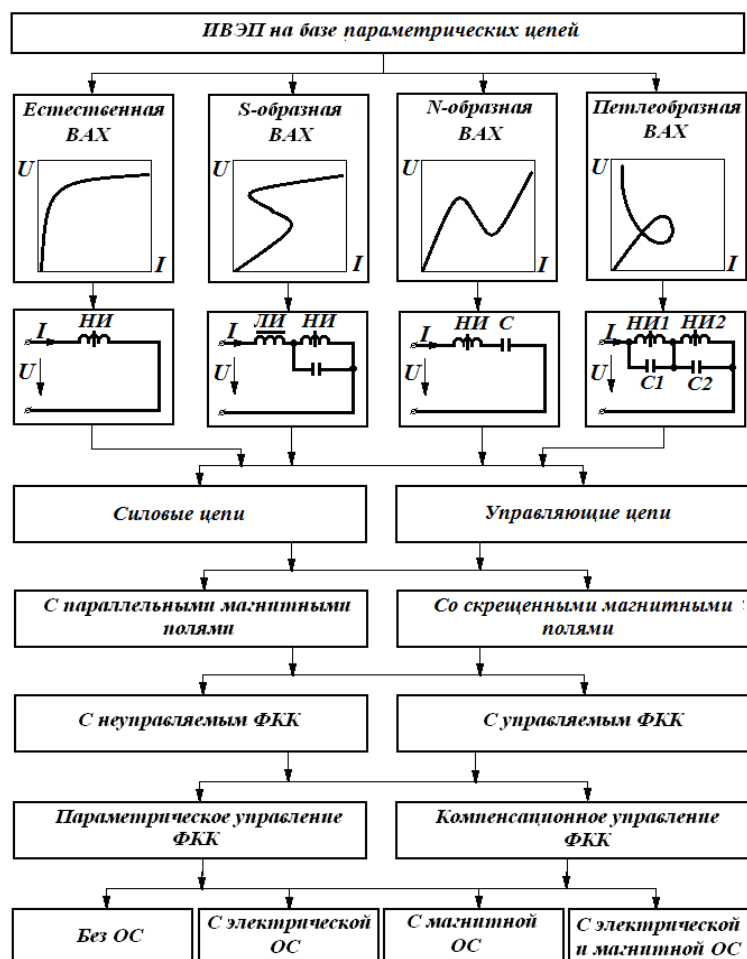 ИВЭП на базе параметрических цепей
Естественная
ВАХ
U
I
S-образная
ВАХ
U
I
N-образная
ВАХ
U
I
Петлеобразная
ВАХ
U
I
I
НИ
U
I
ЛИ
НИ
U
I
НИ
C
U
I
НИ1
НИ2
U
C1
C2
Силовые цепи
Управляющие цепи
С параллельными магнитными
полями
Со скрещенными магнитными
полями
С неуправляемым ФКК
С управляемым ФКК
Параметрическое управление
ФКК
Компенсационное управление
ФКК
Без ОС
С электрической
ОС
С магнитной
ОС
С электрической
и магнитной ОС